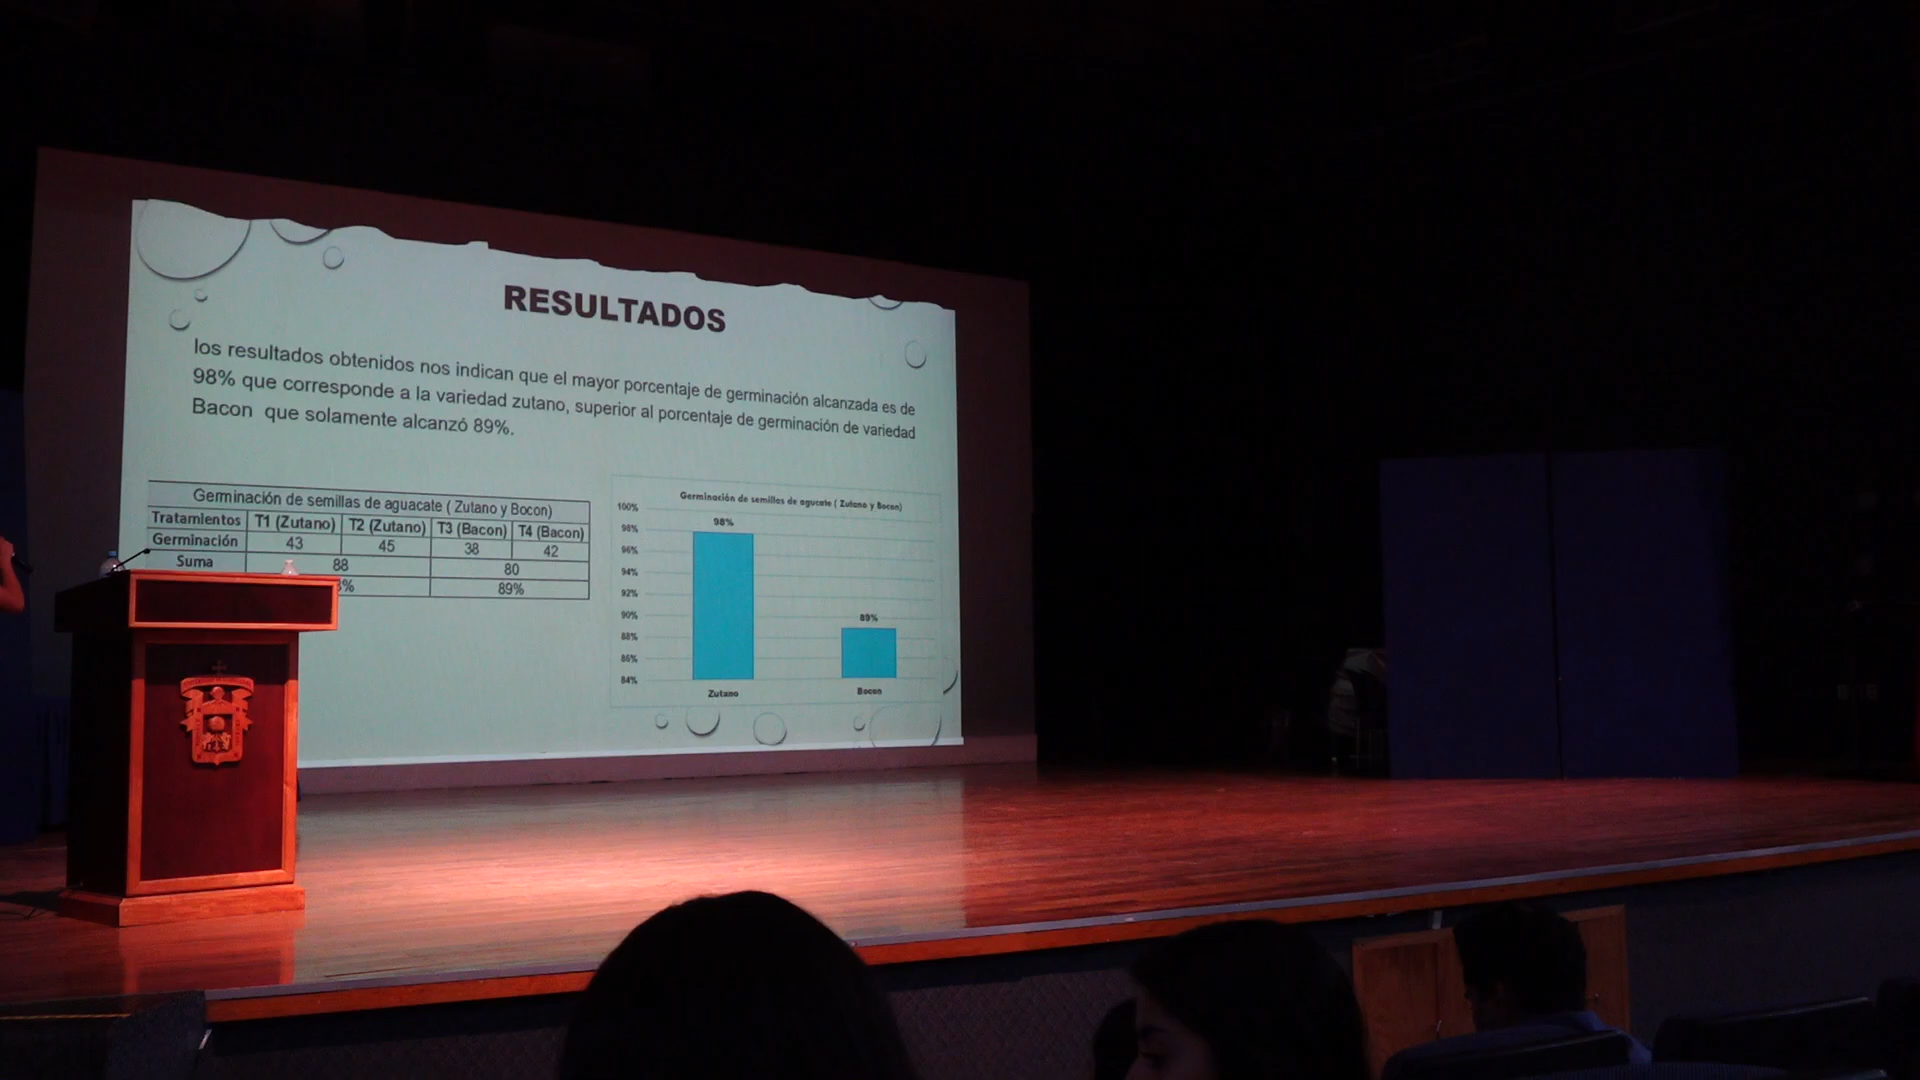 RESULTADOS
los resultados obtenidos nos indican que el mayor porcentaje de germinación alcanzada es de
98% que corresponde a la variedad zutano, superior al porcentaje de germinación de variedad
Bacon que solamente alcanzó 89%.
Germinación de semillas de aguacate ( Zutano y Bocon)
Tratamientos T1 (Zutano) T2 (Zutano) T3 (Bacon) T4 (Bacon)
Germinación 43 45 38 42
Suma 88 80
89%
Germinación de semillas de agucate ( Zutano y Bocon)
100%
98%
96%
94%
92%
90%
88%
86%
84%
98%
89%
Zutano Bocon